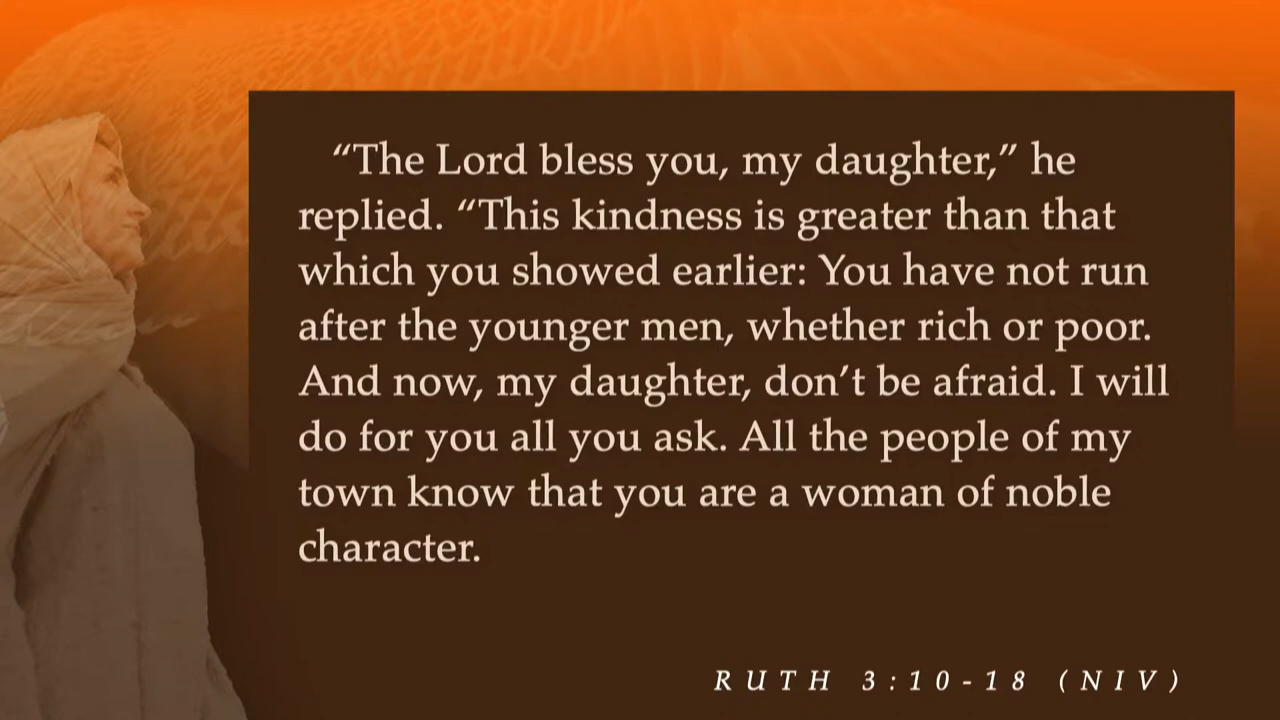 “The Lord bless you, my daughter,” he
replied. “This kindness is greater than that
which you showed earlier: You have not run
after the younger men, whether rich or poor.
And now, my daughter, don’t be afraid. I will
do for you all you ask. All the people of my
town know that you are a woman of noble
character.
RUTH 3:10-18 (NIV)